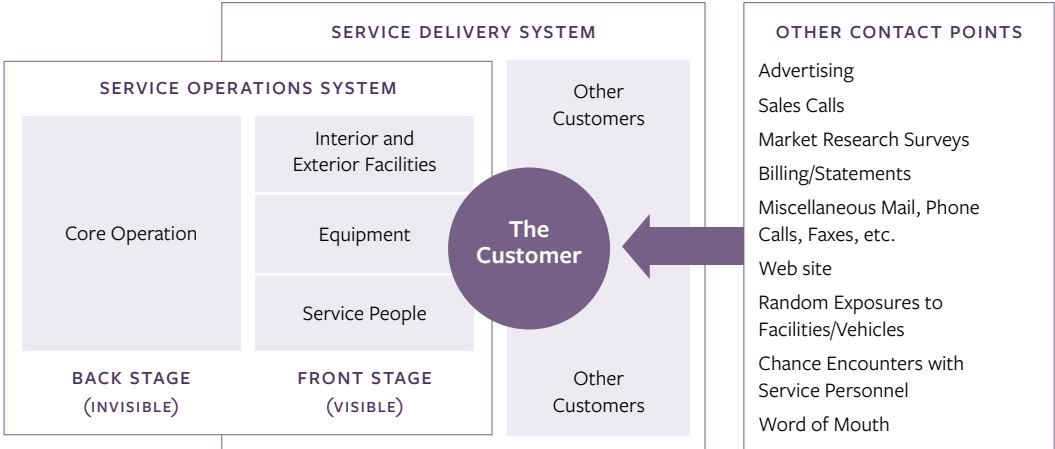 SERVICE DELIVERY SYSTEM
SERVICE OPERATIONS SYSTEM
Core Operation
BACK STAGE
(INVISIBLE)
Interior and
Exterior Facilities
Equipment
Service People
FRONT STAGE
(VISIBLE)
Other
Customers
The
Customer
Other
Customers
OTHER CONTACT POINTS
Advertising
Sales Calls
Market Research Surveys
Billing/Statements
Miscellaneous Mail, Phone
Calls, Faxes, etc.
Web site
Random Exposures to
Facilities/Vehicles
Chance Encounters with
Service Personnel
Word of Mouth